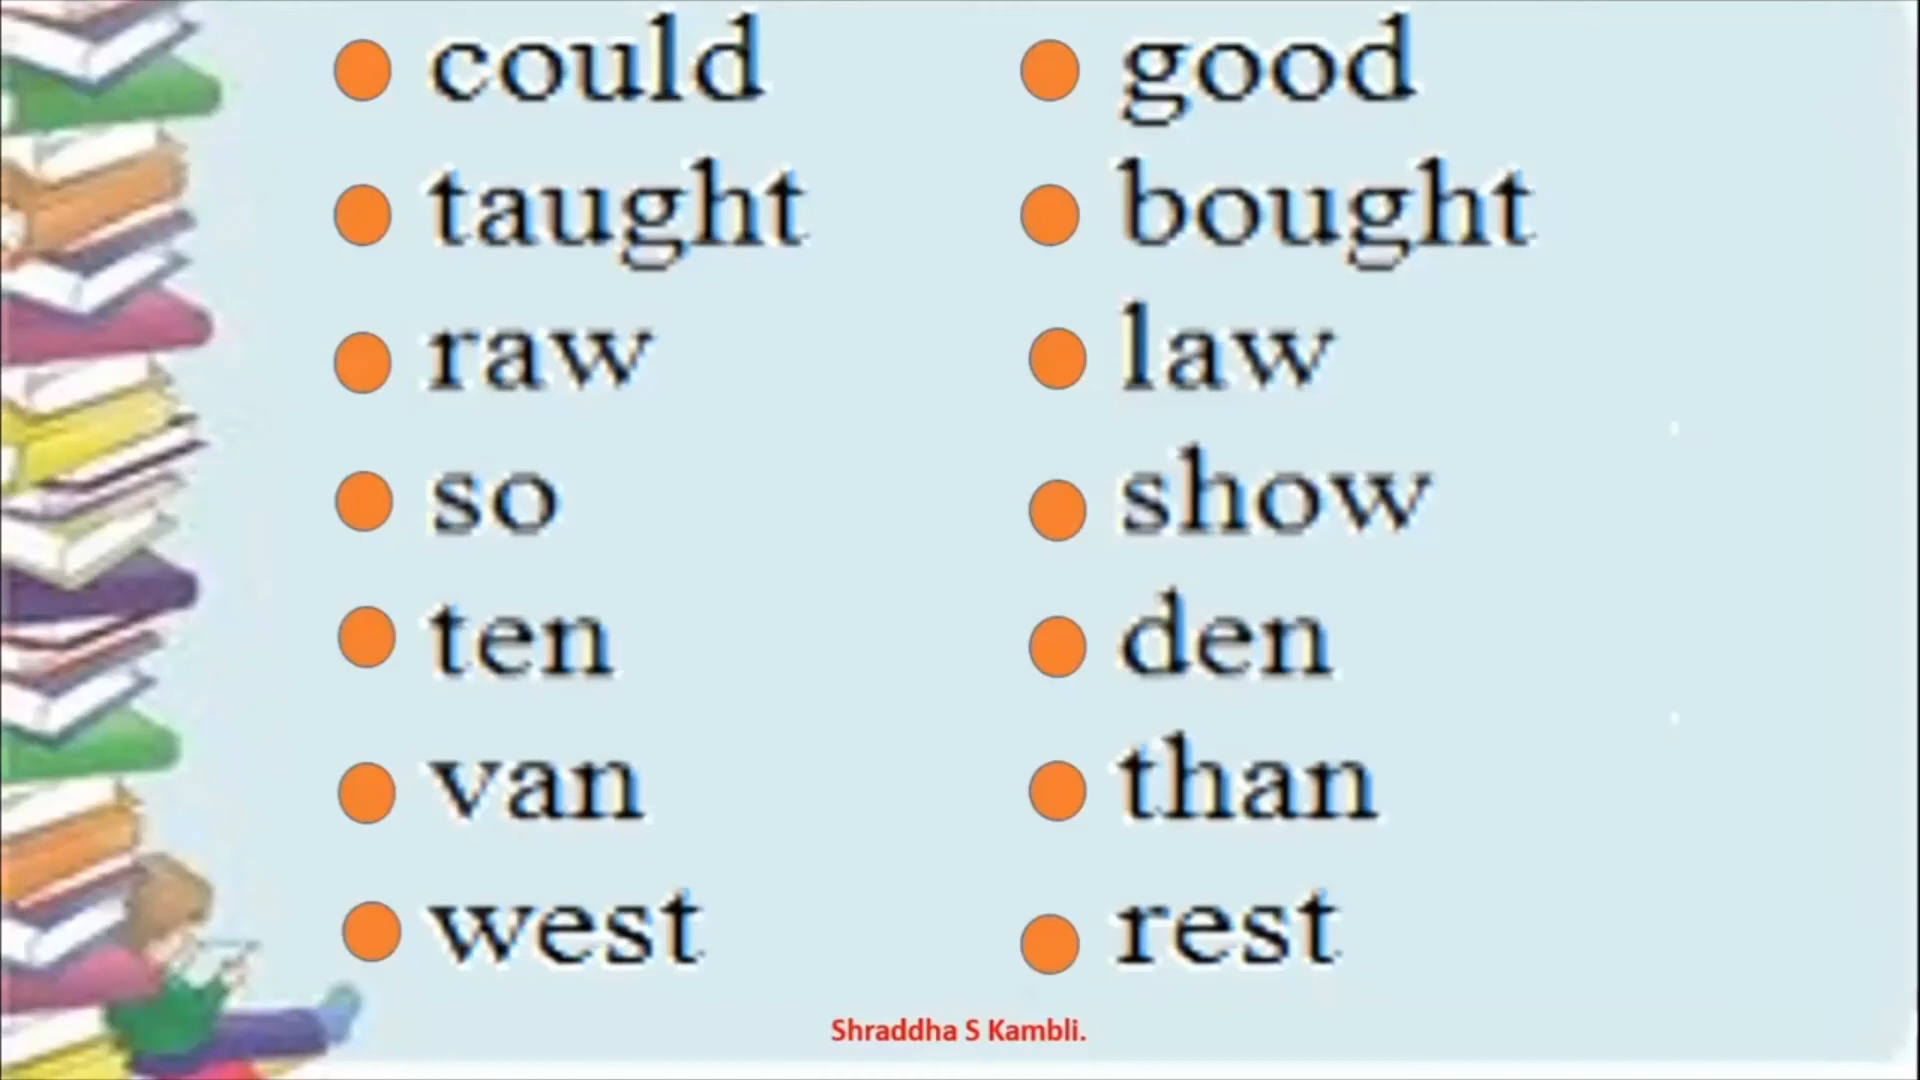 could good
taught bought
raw law
so show
ten den
van than
west rest
Shraddha S Kambli.